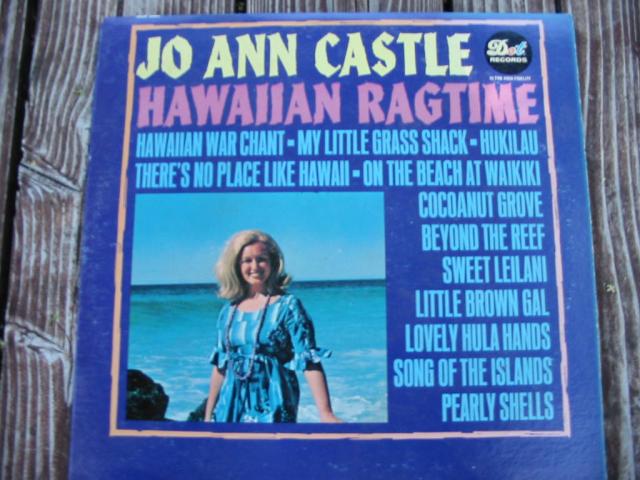 JO ANN CASTLE
Dot
RECORDS
HAWAIIAN RAGTIME
HAWAIIAN WAR CHANT • MY LITTLE GRASS SHACK • HUKILAU
THERE'S NO PLACE LIKE HAWAII • ON THE BEACH AT WAIKIKI
COCOANUT GROVE
BEYOND THE REEF
SWEET LEILANI
LITTLE BROWN GAL
LOVELY HULA HANDS
SONG OF THE ISLANDS
PEARLY SHELLS